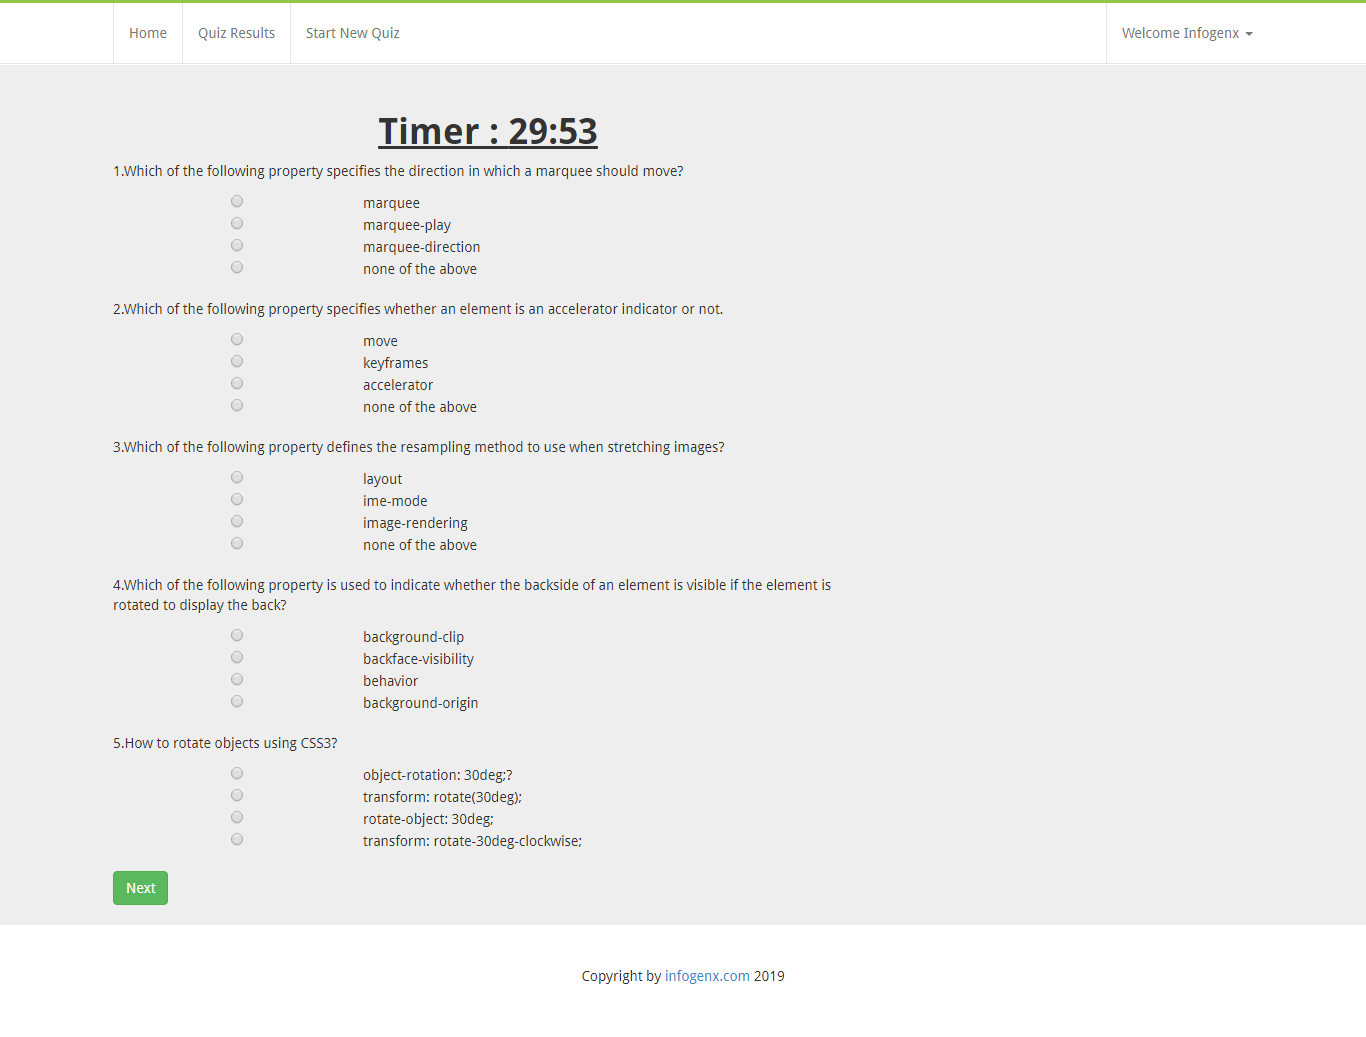 Home Quiz Results Start New Quiz Welcome Infogenx
Timer : 29:53
1.Which of the following property specifies the direction in which a marquee should move?
marquee
marquee-play
marquee-direction
none of the above
2.Which of the following property specifies whether an element is an accelerator indicator or not.
move
keyframes
accelerator
none of the above
3.Which of the following property defines the resampling method to use when stretching images?
layout
ime-mode
image-rendering
none of the above
4.Which of the following property is used to indicate whether the backside of an element is visible if the element is
rotated to display the back?
background-clip
backface-visibility
behavior
background-origin
5.How to rotate objects using CSS3?
object-rotation: 30deg;?
transform: rotate(30deg);
rotate-object: 30deg;
transform: rotate-30deg-clockwise;
Next
Copyright by infogenx.com 2019